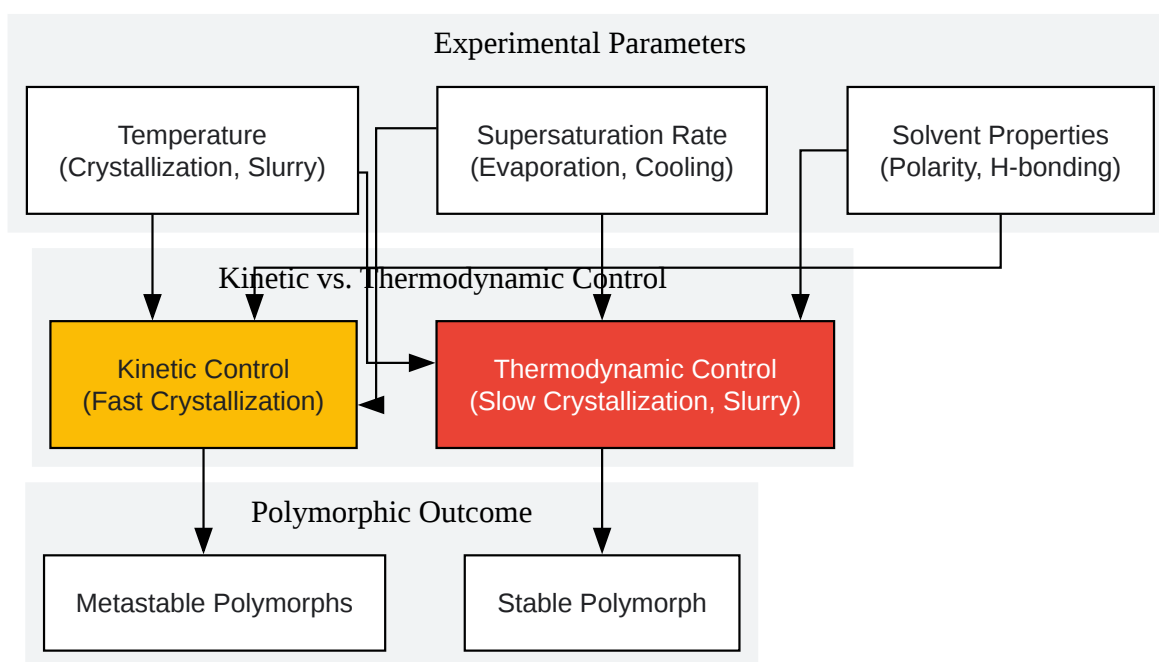 Experimental Parameters
Temperature
(Crystallization, Slurry)
Supersaturation Rate
(Evaporation, Cooling)
Solvent Properties
(Polarity, H-bonding)
Kinetic vs. Thermodynamic Control
Kinetic Control
(Fast Crystallization)
Thermodynamic Control
(Slow Crystallization, Slurry)
Polymorphic Outcome
Metastable Polymorphs
Stable Polymorph